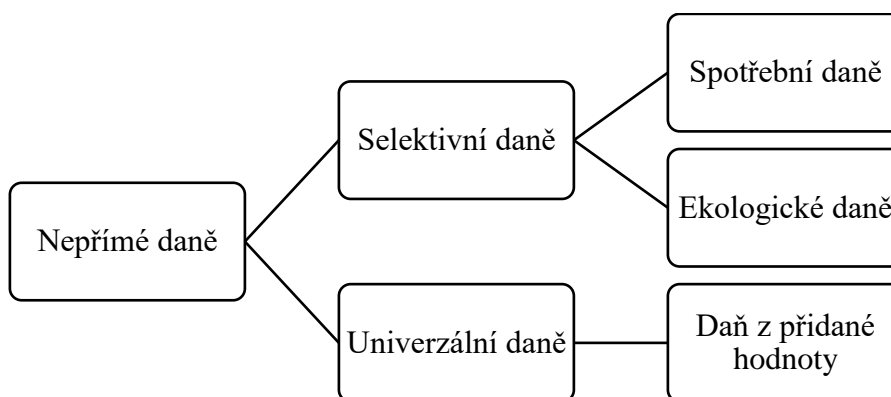 Nepřímé daně
Selektivní daně
Spotřební daně
Ekologické daně
Univerzální daně
Daň z přidané
hodnoty